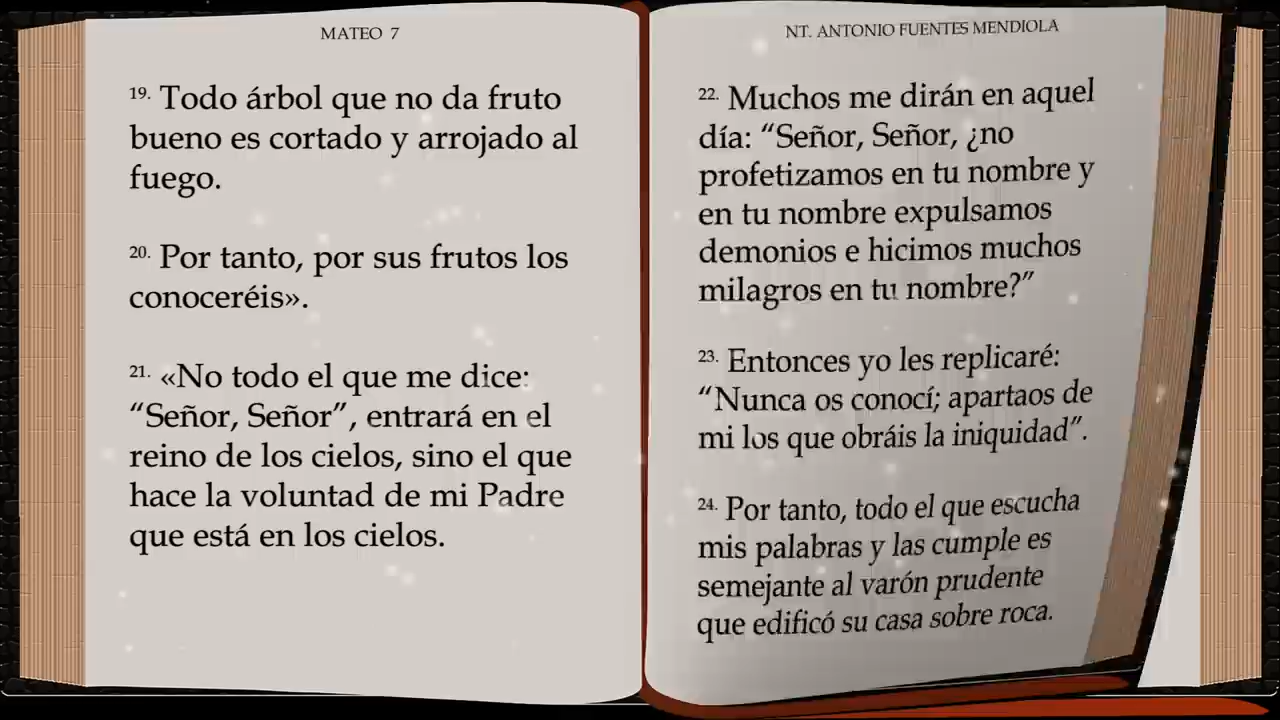 MATEO 7
19. Todo árbol que no da fruto
bueno es cortado y arrojado al
fuego.
20. Por tanto, por sus frutos los
conoceréis».
21. «No todo el que me dice:
“Señor, Señor”, entrará en el
reino de los cielos, sino el que
hace la voluntad de mi Padre
que está en los cielos.
NT. ANTONIO FUENTES MENDIOLA
22. Muchos me dirán en aquel
día: “Señor, Señor, ¿no
profetizamos en tu nombre y
en tu nombre expulsamos
demonios e hicimos muchos
milagros en tu nombre?”
23. Entonces yo les replicaré:
“Nunca os conocí; apartaos de
mi los que obráis la iniquidad”.
24. Por tanto, todo el que escucha
mis palabras y las cumple es
semejante al varón prudente
que edificó su casa sobre roca.